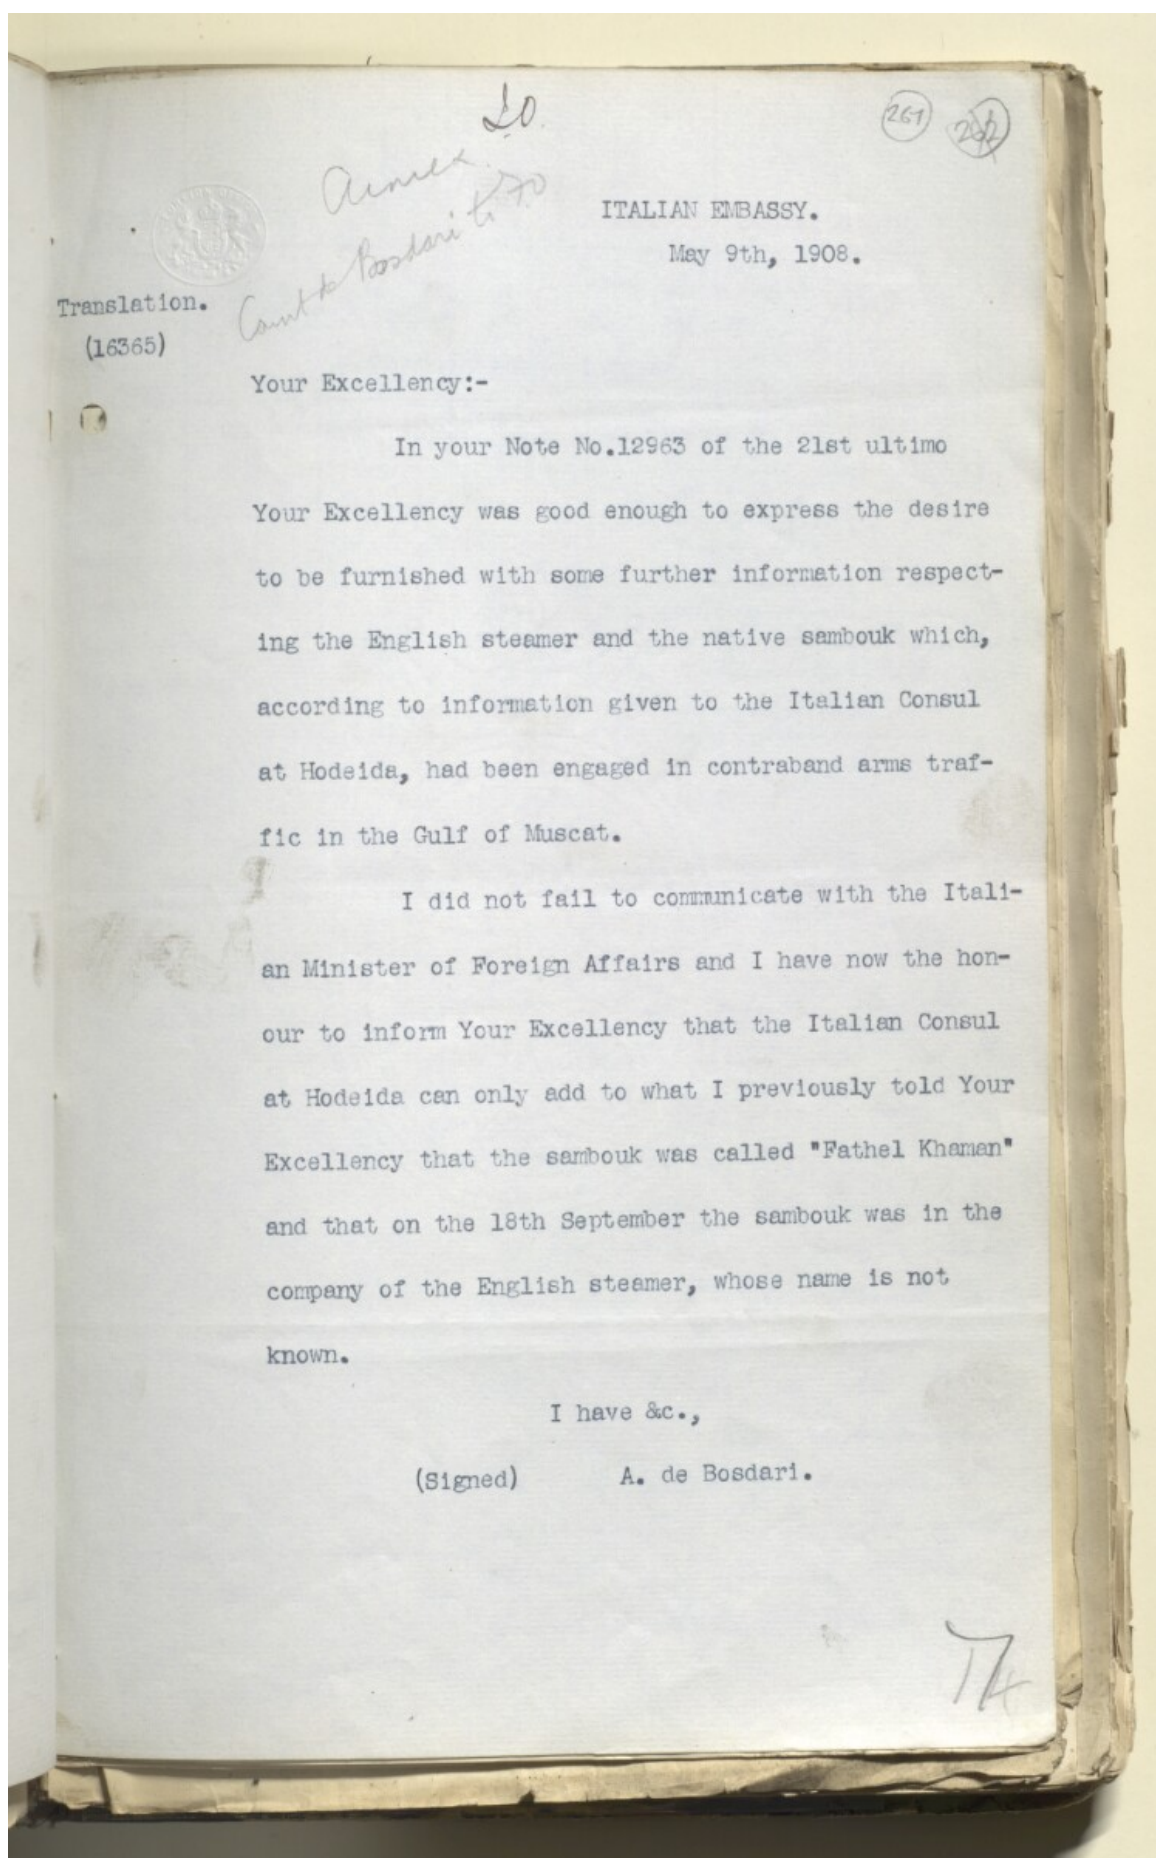 10.
261
262
Annex
Count de Bosdari to FO
ITALIAN EMBASSY.
May 9th, 1908.
Translation.
(16365)
Your Excellency:-
In your Note No.12963 of the 21st ultimo
Your Excellency was good enough to express the desire
to be furnished with some further information respect-
ing the English steamer and the native sambouk which,
according to information given to the Italian Consul
at Hodeida, had been engaged in contraband arms traf-
fic in the Gulf of Muscat.
I did not fail to communicate with the Itali-
an Minister of Foreign Affairs and I have now the hon-
our to inform Your Excellency that the Italian Consul
at Hodeida can only add to what I previously told Your
Excellency that the sambouk was called "Fathel Khaman"
and that on the 18th September the sambouk was in the
company of the English steamer, whose name is not
known.
I have &c.,
(Signed) A. de Bosdari.